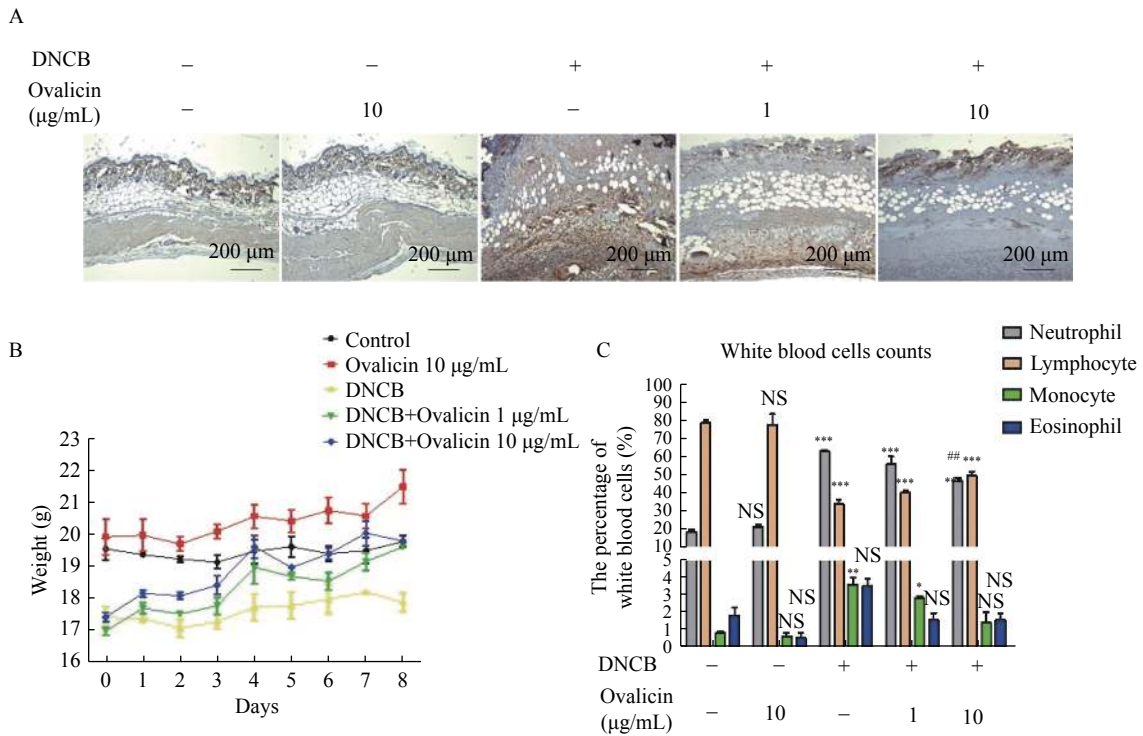 A
DNCB – – + + +
Ovalicin
(μg/mL) – 10 – 1 10
200 μm 200 μm 200 μm 200 μm 200 μm
B
Control
Ovalicin 10 μg/mL
DNCB
DNCB+Ovalicin 1 μg/mL
DNCB+Ovalicin 10 μg/mL
Weight (g)
23
22
21
20
19
18
17
16
0 1 2 3 4 5 6 7 8
Days
C
White blood cells counts
Neutrophil
Lymphocyte
Monocyte
Eosinophil
The percentage of
white blood cells (%)
100
90
80
70
60
50
40
30
20
10
5
4
3
2
1
0
NS NS NS NS
*** *** ** NS
*** *** * NS
## *** NS NS
DNCB – – + + +
Ovalicin
(μg/mL) – 10 – 1 10